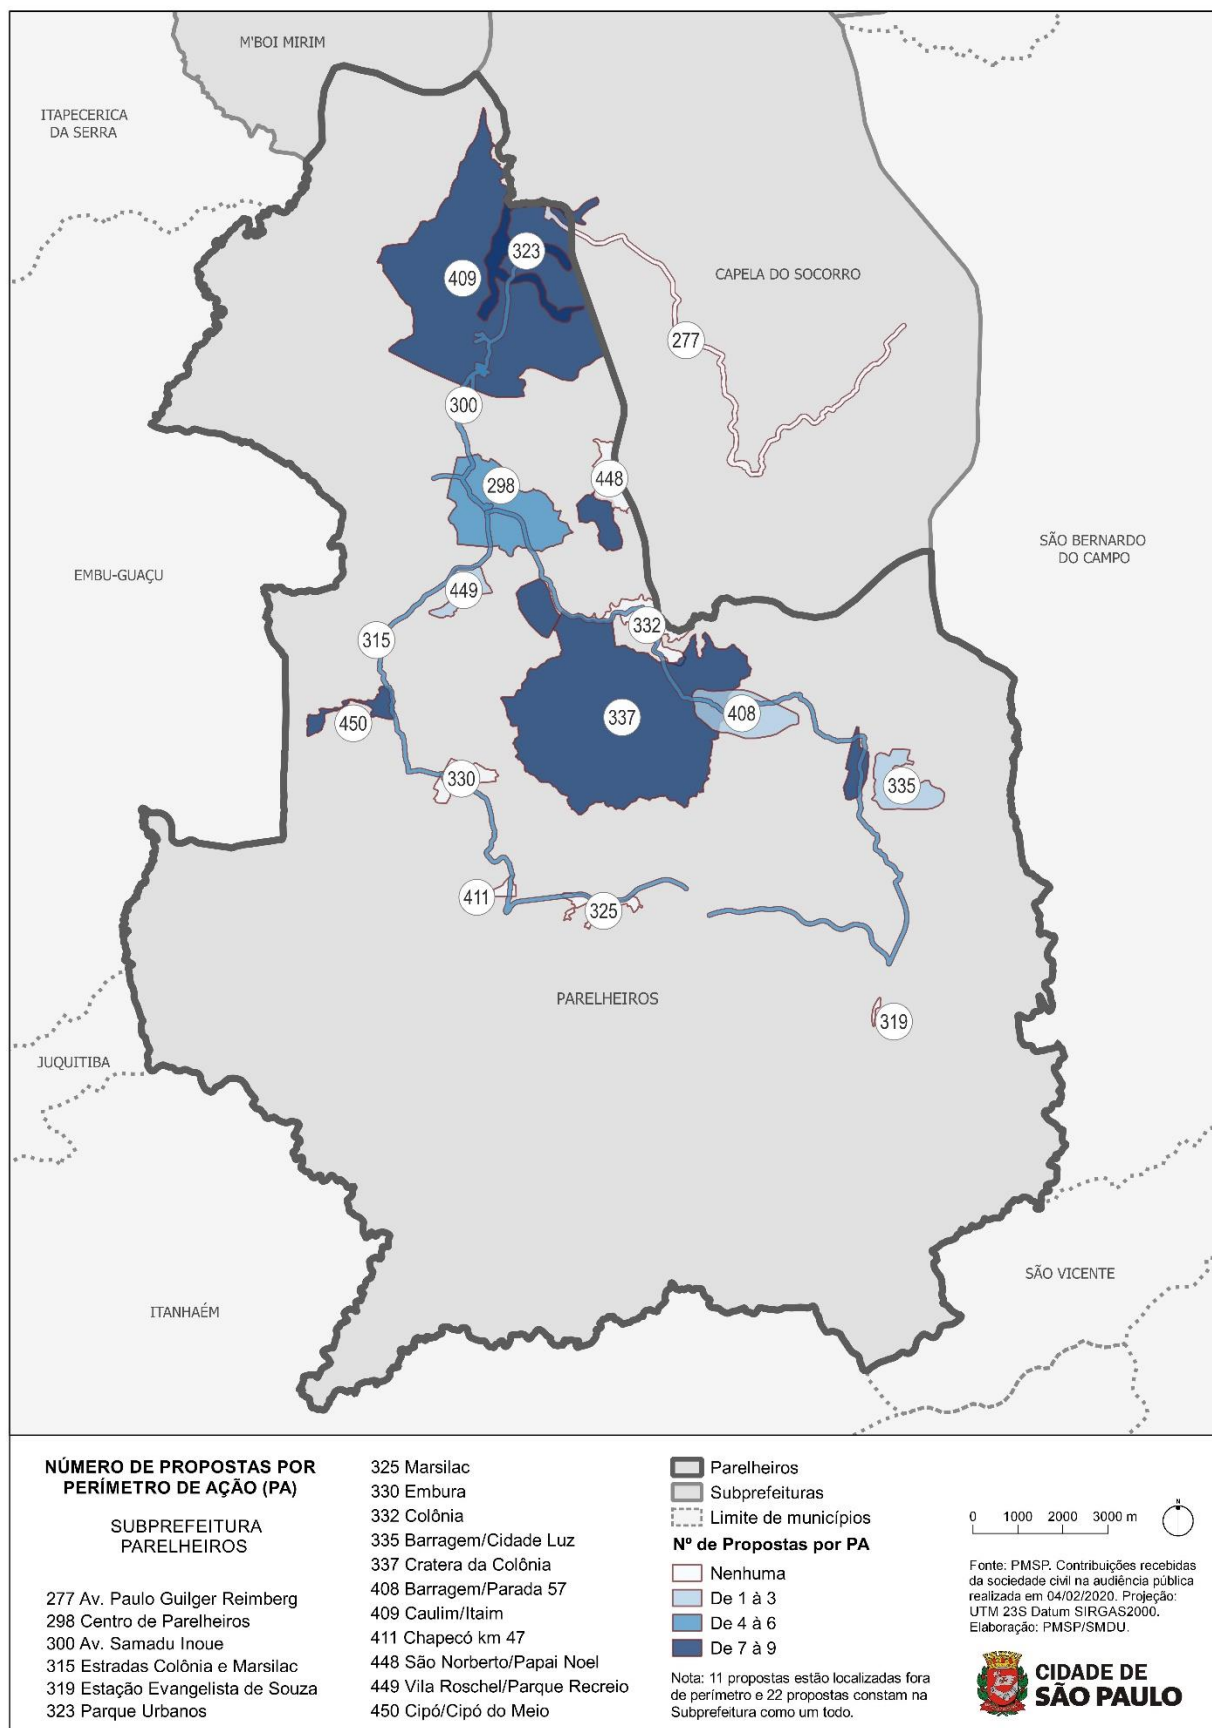 M'BOI MIRIM
ITAPECERICA
DA SERRA
CAPELA DO SOCORRO
323
409
277
300
298
448
SÃO BERNARDO
DO CAMPO
EMBU-GUAÇU
449
332
315
337
408
450
330
335
411
325
PARELHEIROS
319
JUQUITIBA
SÃO VICENTE
ITANHAÉM
NÚMERO DE PROPOSTAS POR
PERÍMETRO DE AÇÃO (PA)
SUBPREFEITURA
PARELHEIROS
277 Av. Paulo Guilger Reimberg
298 Centro de Parelheiros
300 Av. Samadu Inoue
315 Estradas Colônia e Marsilac
319 Estação Evangelista de Souza
323 Parque Urbanos
325 Marsilac
330 Embura
332 Colônia
335 Barragem/Cidade Luz
337 Cratera da Colônia
408 Barragem/Parada 57
409 Caulim/Itaim
411 Chapecó km 47
448 São Norberto/Papai Noel
449 Vila Roschel/Parque Recreio
450 Cipó/Cipó do Meio
Parelheiros
Subprefeituras
Limite de municípios
Nº de Propostas por PA
Nenhuma
De 1 à 3
De 4 à 6
De 7 à 9
Nota: 11 propostas estão localizadas fora
de perímetro e 22 propostas constam na
Subprefeitura como um todo.
N
0 1000 2000 3000 m
Fonte: PMSP. Contribuições recebidas
da sociedade civil na audiência pública
realizada em 04/02/2020. Projeção:
UTM 23S Datum SIRGAS2000.
Elaboração: PMSP/SMDU.
CIDADE DE
SÃO PAULO